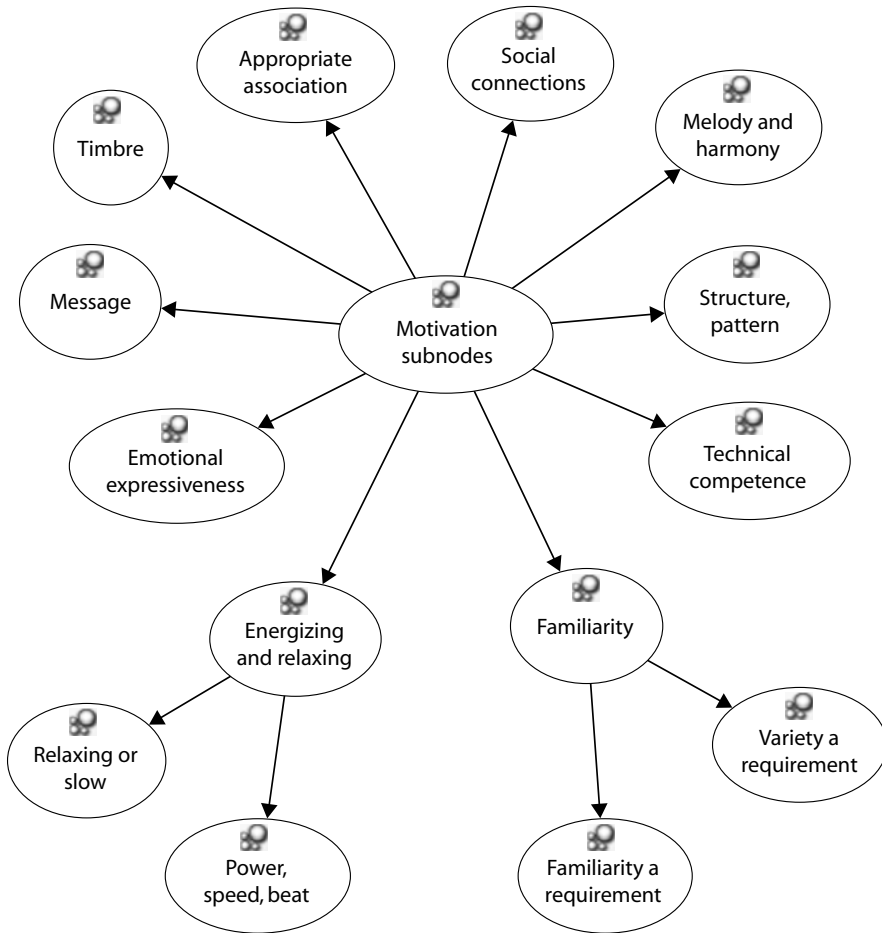 Appropriate
association
Social
connections
Melody and
harmony
Timbre
Message
Motivation
subnodes
Structure,
pattern
Emotional
expressiveness
Technical
competence
Energizing
and relaxing
Familiarity
Relaxing or
slow
Variety a
requirement
Power,
speed, beat
Familiarity a
requirement